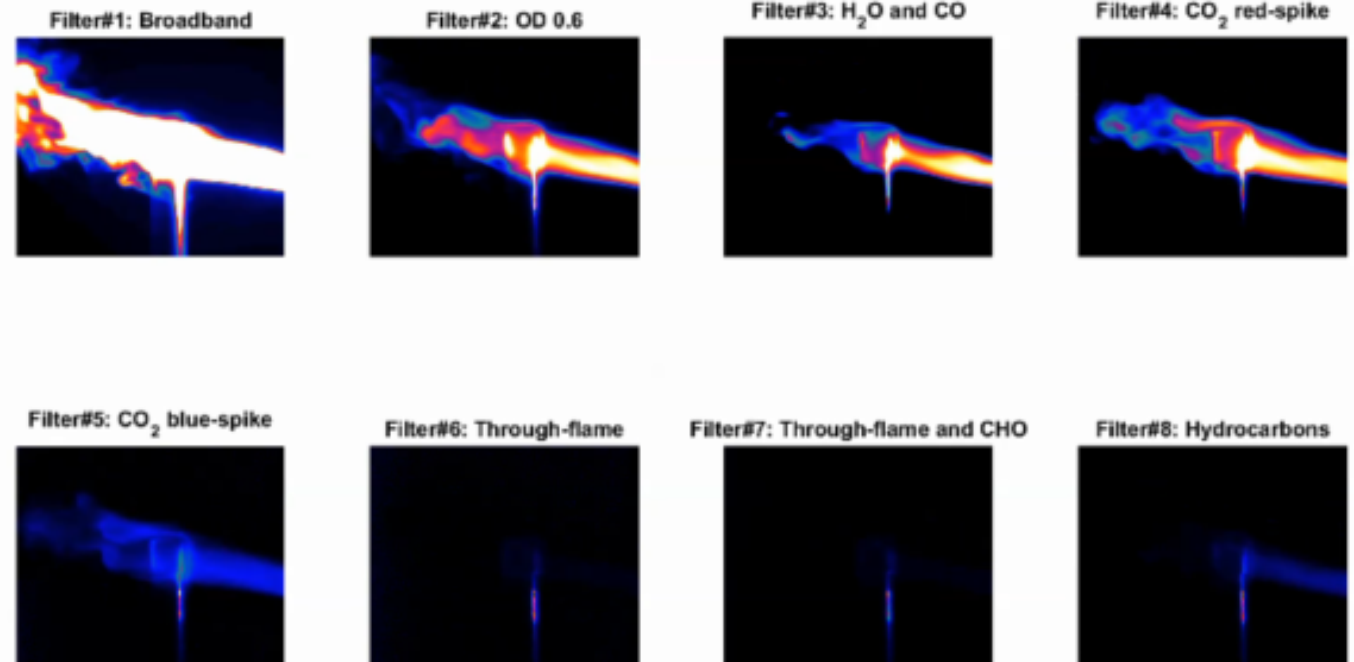 Filter#1: Broadband
Filter#2: OD 0.6
Filter#3: H₂O and CO
Filter#4: CO₂ red-spike
Filter#5: CO₂ blue-spike
Filter#6: Through-flame
Filter#7: Through-flame and CHO
Filter#8: Hydrocarbons